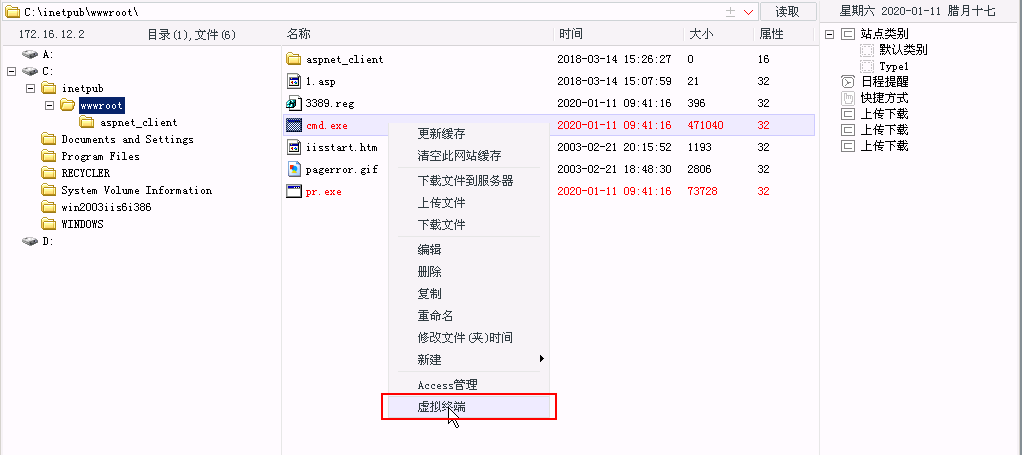 C:\inetpub\wwwroot\ 读取 星期六 2020-01-11 腊月十七
172.16.12.2 目录(1),文件(6) 名称 时间 大小 属性
A:
C:
inetpub
wwwroot
aspnet_client
Documents and Settings
Program Files
RECYCLER
System Volume Information
win2003iis6i386
WINDOWS
D:
aspnet_client 2018-03-14 15:26:27 0 16
1.asp 2018-03-14 15:07:59 21 32
3389.reg 2020-01-11 09:41:16 396 32
cmd.exe 2020-01-11 09:41:16 471040 32
iisstart.htm 2003-02-21 20:15:52 1193 32
pagerror.gif 2003-02-21 18:48:30 2806 32
pr.exe 2020-01-11 09:41:16 73728 32
更新缓存
清空此网站缓存
下载文件到服务器
上传文件
下载文件
编辑
删除
复制
重命名
修改文件(夹)时间
新建
Access管理
虚拟终端
站点类别
默认类别
Type1
日程提醒
快捷方式
上传下载
上传下载
上传下载